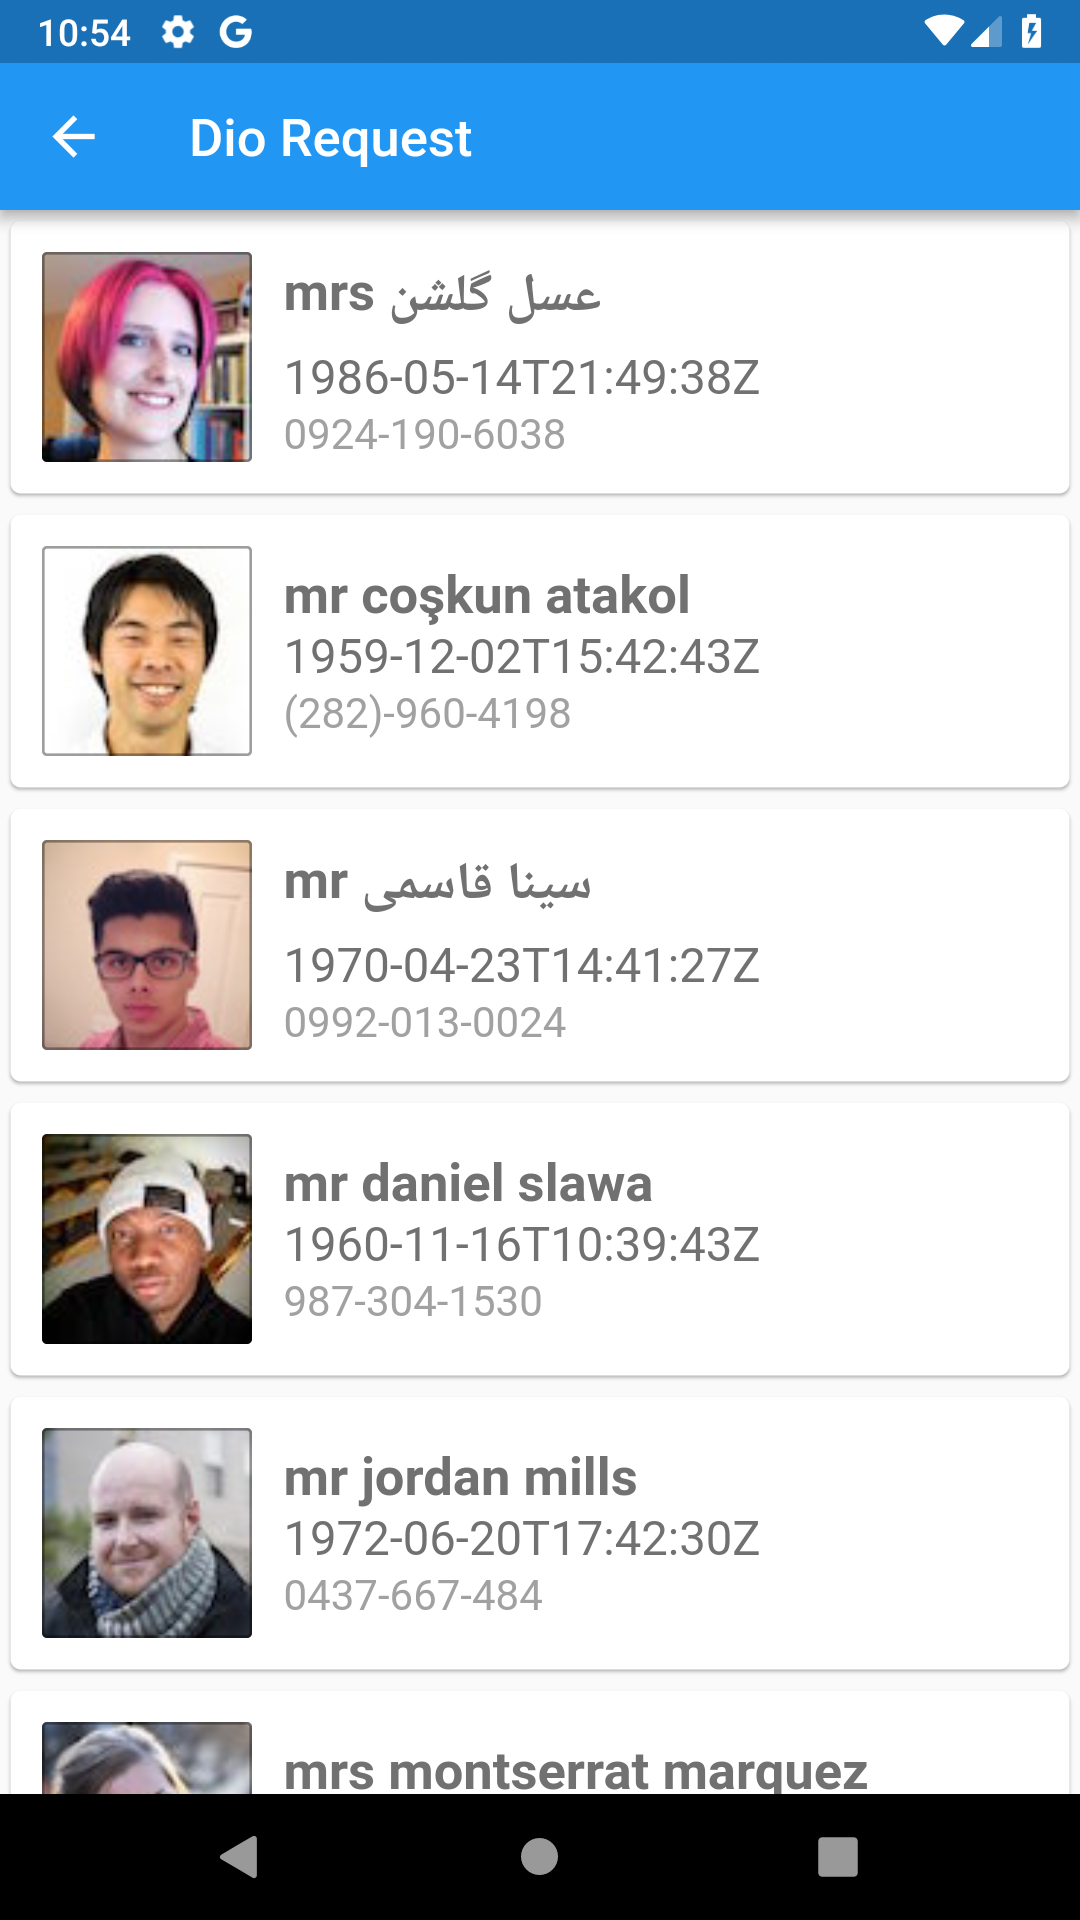 10:54
Dio Request
mrs عسل گلشن
1986-05-14T21:49:38Z
0924-190-6038
mr coşkun atakol
1959-12-02T15:42:43Z
(282)-960-4198
mr سینا قاسمی
1970-04-23T14:41:27Z
0992-013-0024
mr daniel slawa
1960-11-16T10:39:43Z
987-304-1530
mr jordan mills
1972-06-20T17:42:30Z
0437-667-484
mrs montserrat marquez